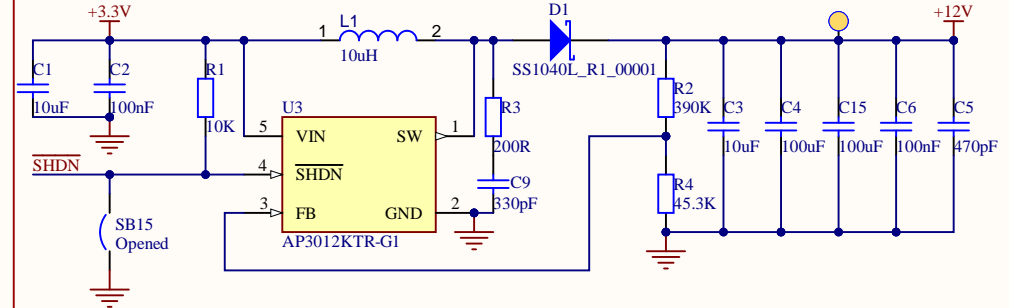 +3.3V
D1
+12V
1
L1
2
10uH
SS1040L_R1_00001
C1
10uF
C2
100nF
R1
10K
U3
R3
200R
R2
390K
C3
10uF
C4
100uF
C15
100uF
C6
100nF
C5
470pF
5
VIN
SW
1
SHDN
4
SHDN
C9
330pF
R4
45.3K
3
FB
GND
2
SB15
Opened
AP3012KTR-G1